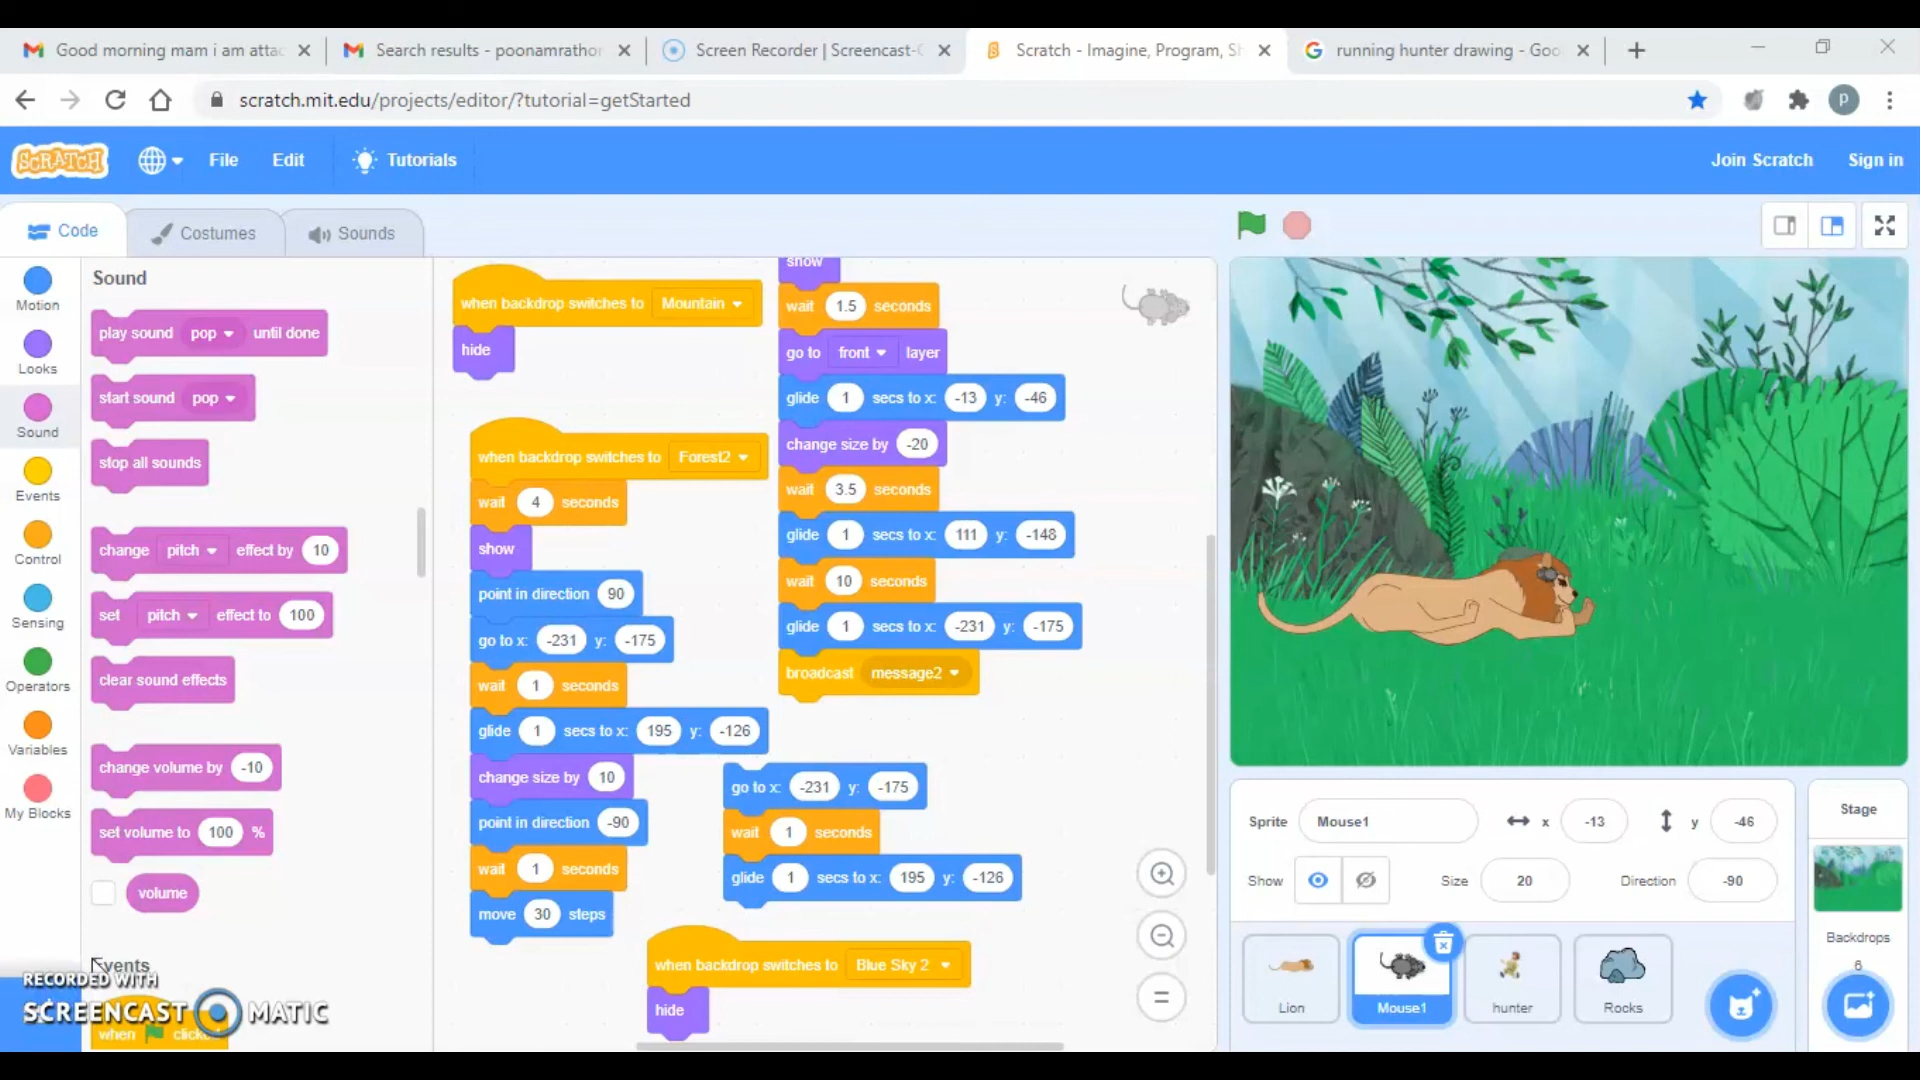 Good morning mam i am atta
Search results - poonamrathor
Screen Recorder | Screencast-
Scratch - Imagine, Program, Sh
running hunter drawing - Goo
scratch.mit.edu/projects/editor/?tutorial=getStarted
P
SCRATCH
File
Edit
Tutorials
Join Scratch
Sign in
Code
Costumes
Sounds
Motion
Looks
Sound
Events
Control
Sensing
Operators
Variables
My Blocks
Sound
play sound pop until done
start sound pop
stop all sounds
change pitch effect by 10
set pitch effect to 100
clear sound effects
change volume by -10
set volume to 100 %
volume
Events
when clicked
when backdrop switches to Mountain
hide
when backdrop switches to Forest2
wait 4 seconds
show
point in direction 90
go to x: -231 y: -175
wait 1 seconds
glide 1 secs to x: 195 y: -126
change size by 10
point in direction -90
wait 1 seconds
move 30 steps
show
wait 1.5 seconds
go to front layer
glide 1 secs to x: -13 y: -46
change size by -20
wait 3.5 seconds
glide 1 secs to x: 111 y: -148
wait 10 seconds
glide 1 secs to x: -231 y: -175
broadcast message2
go to x: -231 y: -175
wait 1 seconds
glide 1 secs to x: 195 y: -126
when backdrop switches to Blue Sky 2
hide
Sprite Mouse1 x -13 y -46
Show Size 20 Direction -90
Lion
Mouse1
hunter
Rocks
Stage
Backdrops
6
RECORDED WITH
SCREENCAST MATIC